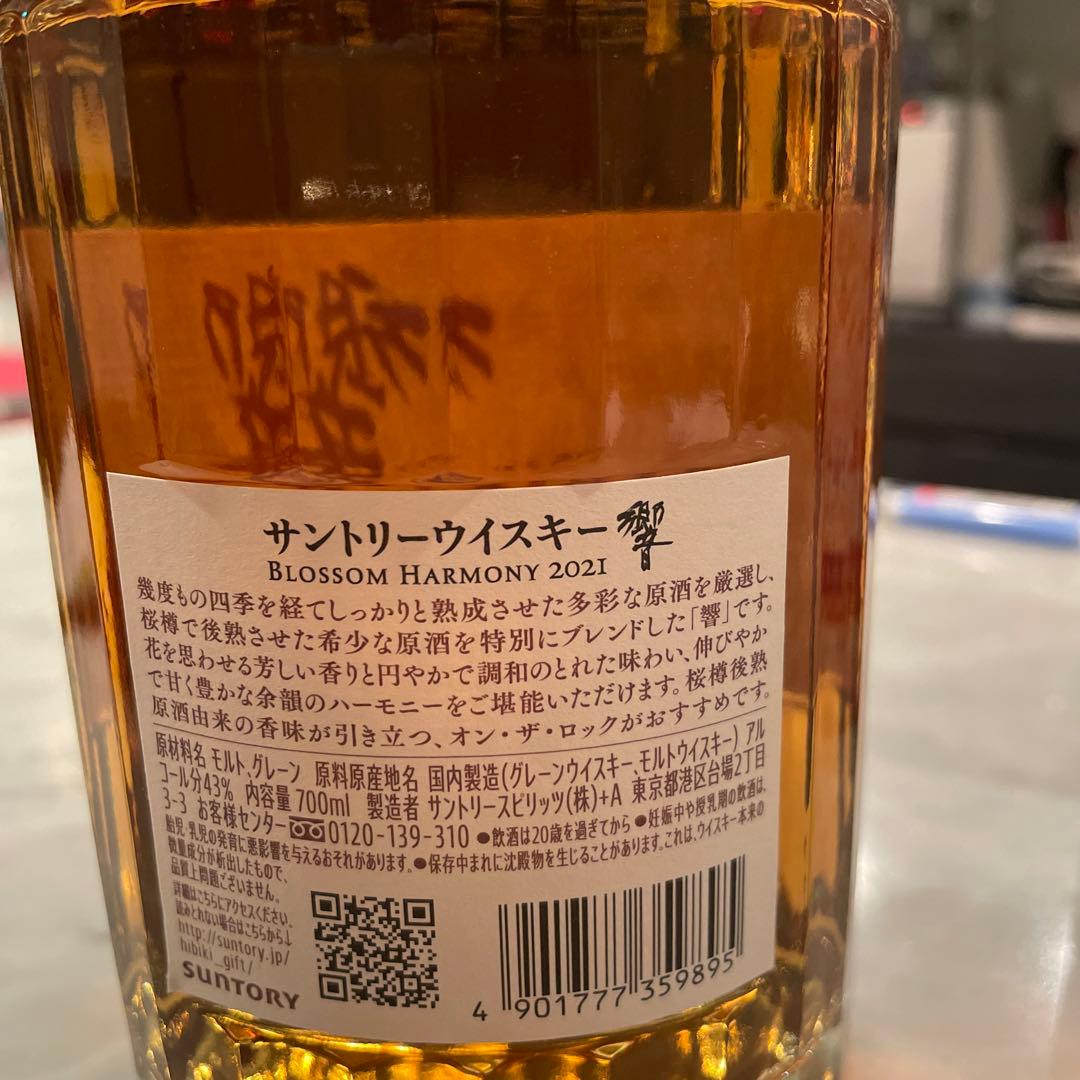 サントリーウイスキー 響
BLOSSOM HARMONY 2021
幾度もの四季を経てしっかりと熟成させた多彩な原酒を厳選し、
桜樽で後熟させた希少な原酒を特別にブレンドした「響」です。
花を思わせる芳しい香りと円やかで調和のとれた味わい、伸びやか
で甘く豊かな余韻のハーモニーをご堪能いただけます。桜樽後熟
原酒由来の香味が引き立つ、オン・ザ・ロックがおすすめです。
原材料名 モルト、グレーン 原料原産地名 国内製造(グレーンウイスキー、モルトウイスキー) アル
コール分43% 内容量 700ml 製造者 サントリースピリッツ(株)+A 東京都港区台場2丁目
3-3 お客様センター 0120-139-310 ●飲酒は20歳を過ぎてから ●妊娠中や授乳期の飲酒は、
胎児・乳児の発育に悪影響を与えるおそれがあります。●保存中まれに沈殿物を生じることがあります。これは、ウイスキー本来の
微量成分が析出したもので、
品質上問題ございません。
詳細はこちらにアクセスください。
読みとれない場合はこちらから↓
http://suntory.jp/
hibiki_gift/
SUNTORY
4 901777 359895
響